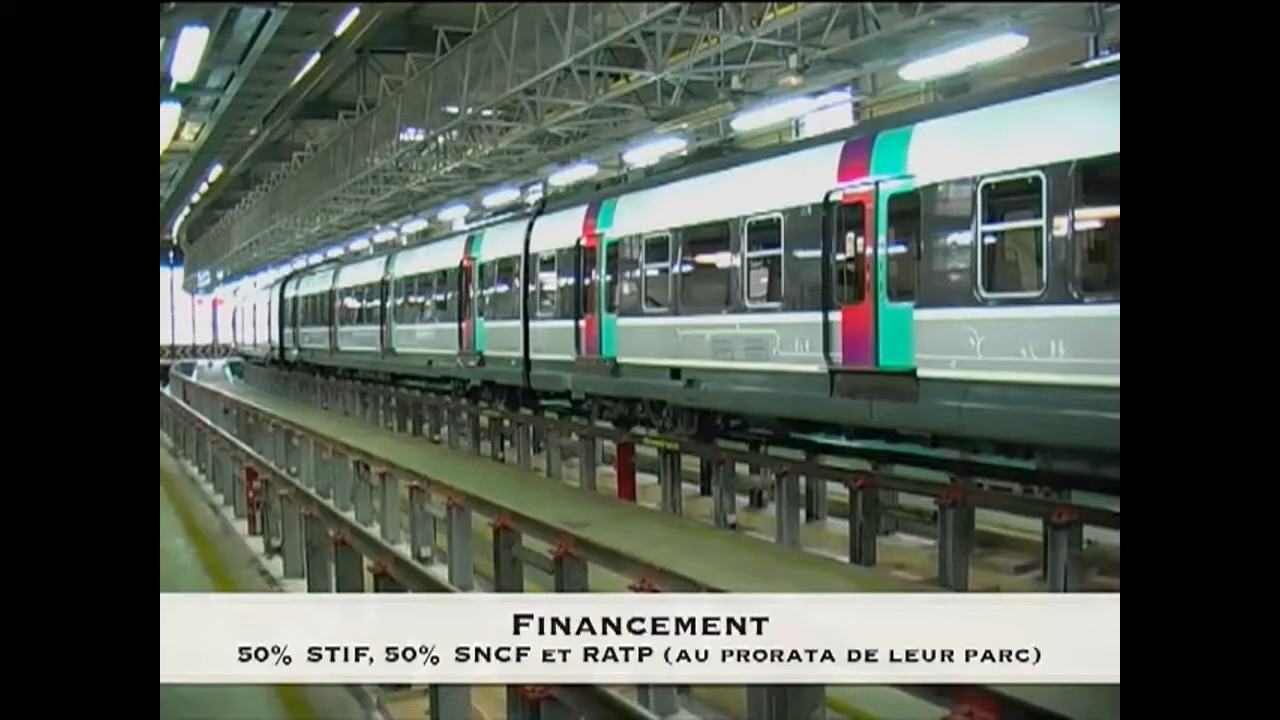 FINANCEMENT
50% STIF, 50% SNCF ET RATP (AU PRORATA DE LEUR PARC)